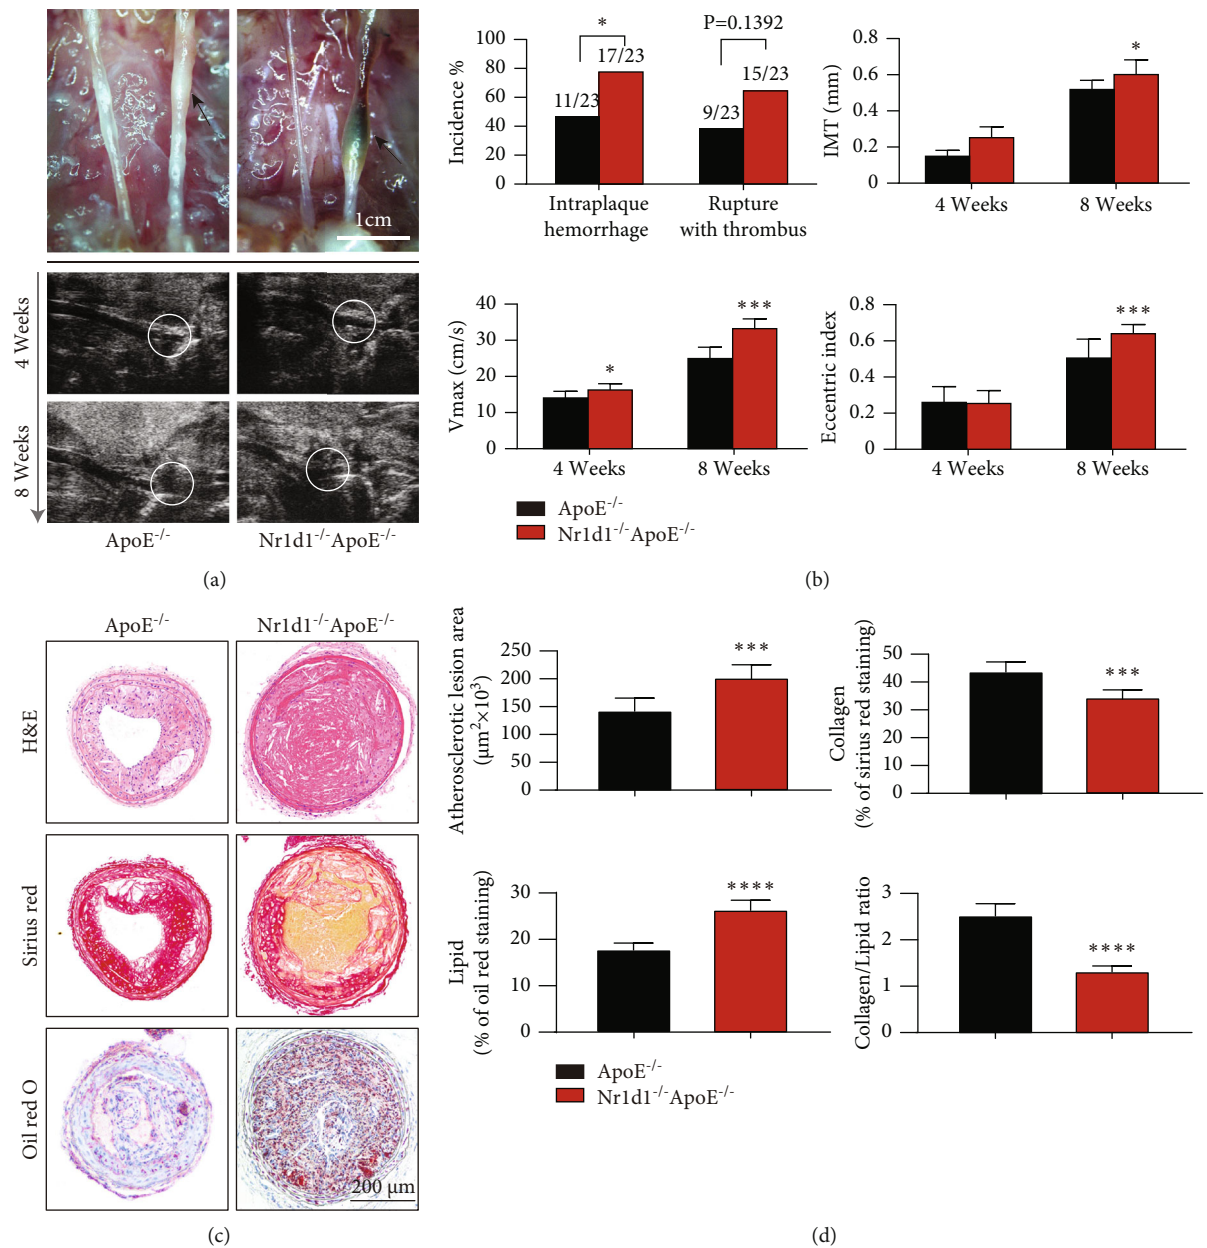 1cm
4 Weeks
8 Weeks
ApoE-/-
Nr1d1-/-ApoE-/-
(a)
Incidence %
100
80
60
40
20
0
*
P=0.1392
11/23
17/23
9/23
15/23
Intraplaque
hemorrhage
Rupture
with thrombus
IMT (mm)
0.8
0.6
0.4
0.2
0
*
4 Weeks
8 Weeks
Vmax (cm/s)
40
30
20
10
0
*
***
4 Weeks
8 Weeks
Eccentric index
0.8
0.6
0.4
0.2
0
***
4 Weeks
8 Weeks
ApoE-/-
Nr1d1-/-ApoE-/-
(b)
ApoE-/-
Nr1d1-/-ApoE-/-
H&E
Sirius red
Oil red O
200 μm
(c)
Atherosclerotic lesion area
(μm²×10³)
250
200
150
100
50
0
***
Collagen
(% of sirius red staining)
50
40
30
20
10
0
***
Lipid
(% of oil red staining)
30
20
10
0
****
Collagen/Lipid ratio
3
2
1
0
****
ApoE-/-
Nr1d1-/-ApoE-/-
(d)